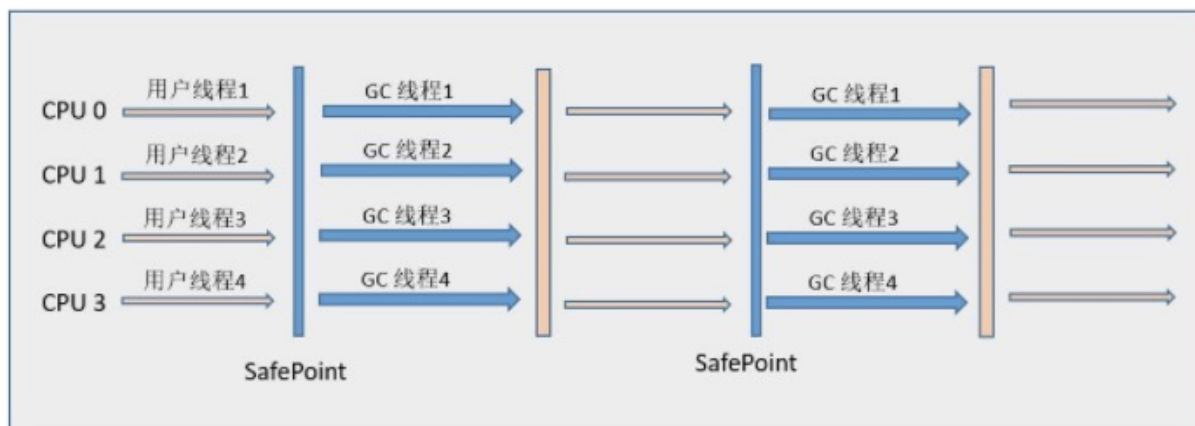 用户线程1 GC 线程1 GC 线程1
CPU 0
用户线程2 GC 线程2 GC 线程2
CPU 1
用户线程3 GC 线程3 GC 线程3
CPU 2
用户线程4 GC 线程4 GC 线程4
CPU 3
SafePoint SafePoint